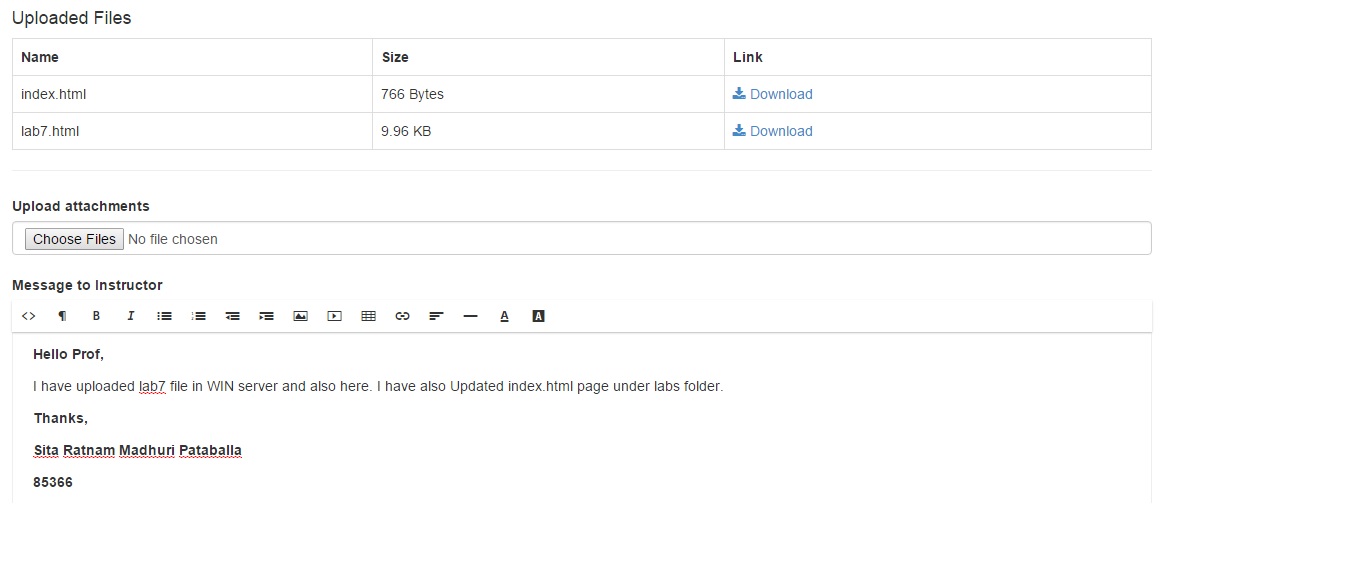 Uploaded Files
Name Size Link
index.html 766 Bytes Download
lab7.html 9.96 KB Download
Upload attachments
Choose Files No file chosen
Message to Instructor
<> ¶ B I A A
Hello Prof,
I have uploaded lab7 file in WIN server and also here. I have also Updated index.html page under labs folder.
Thanks,
Sita Ratnam Madhuri Pataballa
85366